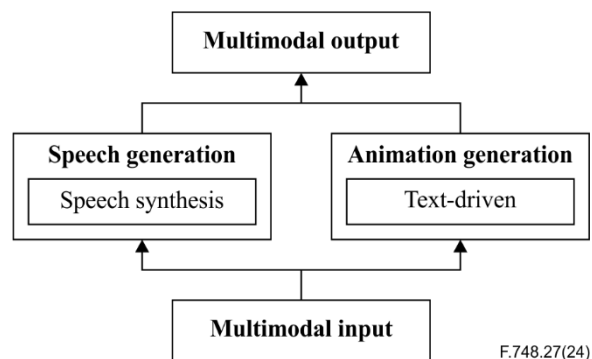 Multimodal output
Speech generation
Animation generation
Speech synthesis
Text-driven
Multimodal input
F.748.27(24)